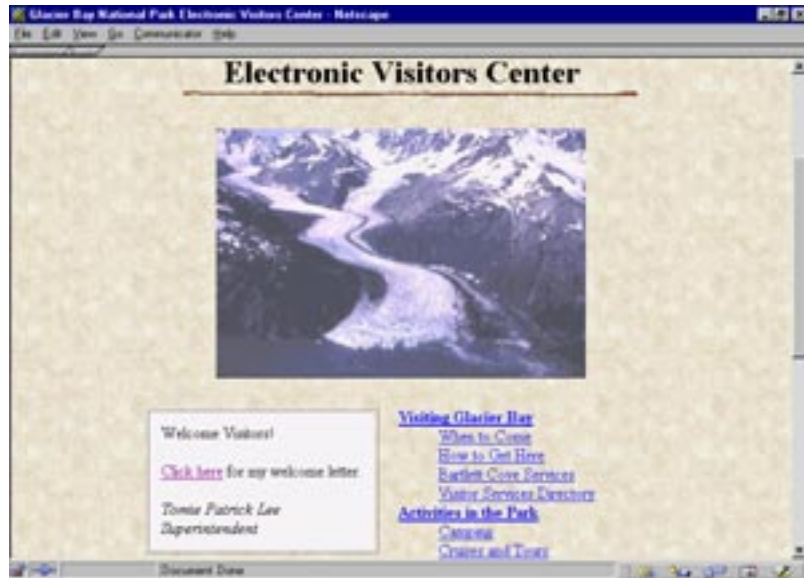 Glacier Bay National Park Electronic Visitors Center - Netscape
File Edit View Go Communicator Help
Electronic Visitors Center
Welcome Visitors!
Click here for my welcome letter.
Tomie Patrick Lee
Superintendent
Visiting Glacier Bay
When to Come
How to Get Here
Bartlett Cove Services
Visitor Services Directory
Activities in the Park
Camping
Cruises and Tours
Document Done